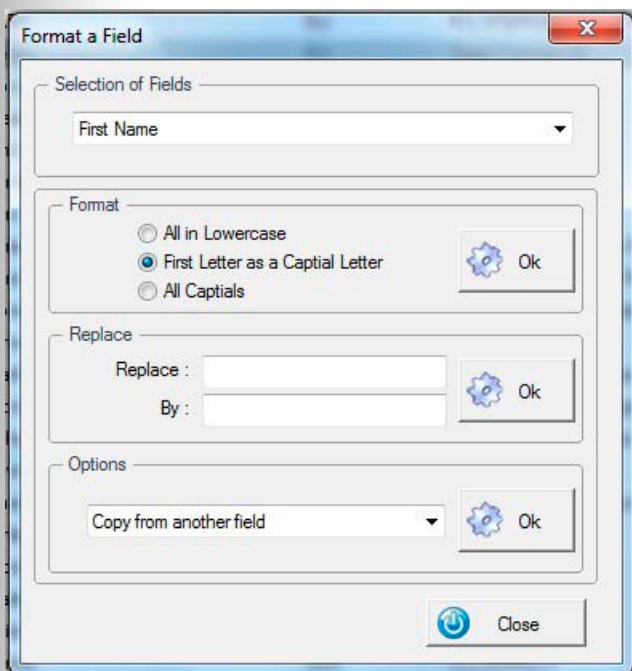 Format a Field
Selection of Fields
First Name
Format
All in Lowercase
First Letter as a Captial Letter
All Captials
Ok
Replace
Replace :
By :
Ok
Options
Copy from another field
Ok
Close